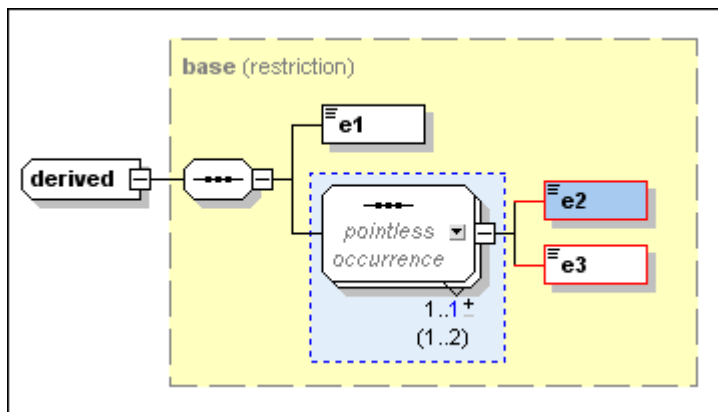 base (restriction)
e1
derived
pointless
occurrence
e2
e3
1..1 ±
(1..2)